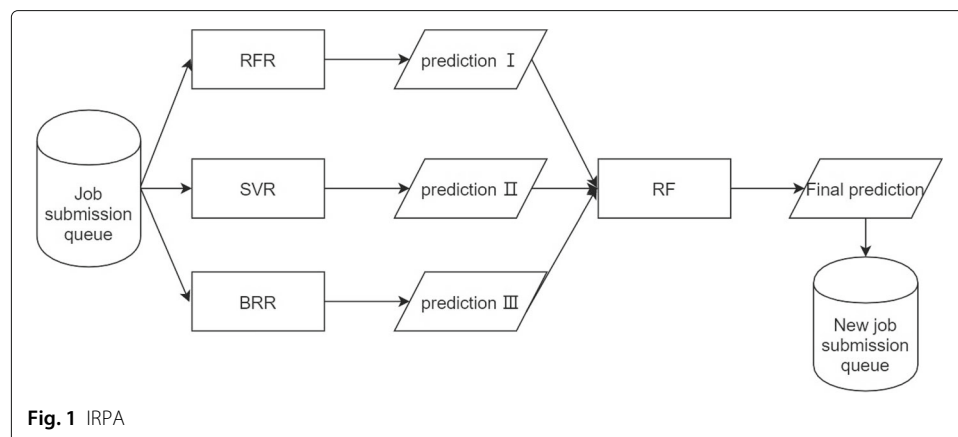 RFR
prediction Ⅰ
Job
submission
queue
SVR
prediction Ⅱ
RF
Final prediction
BRR
prediction Ⅲ
New job
submission
queue
Fig. 1 IRPA